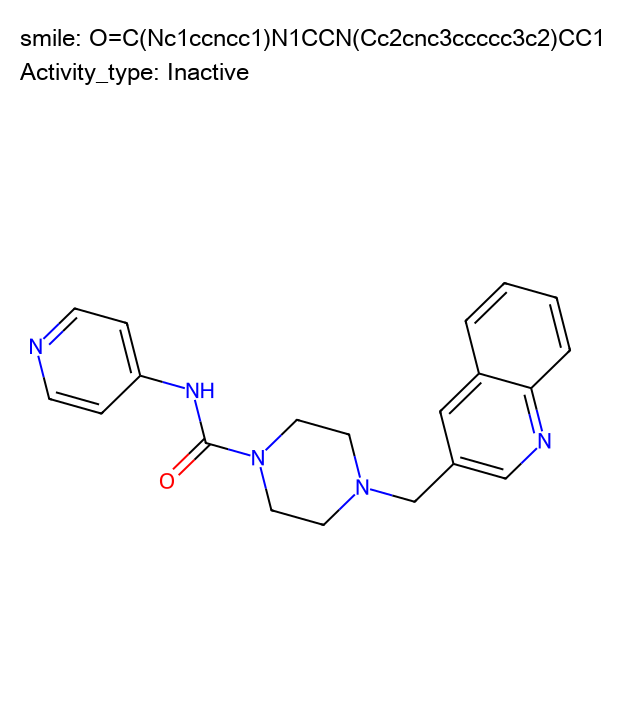 smile: O=C(Nc1ccncc1)N1CCN(Cc2cnc3ccccc3c2)CC1
Activity_type: Inactive
N
NH
O
N
N
N